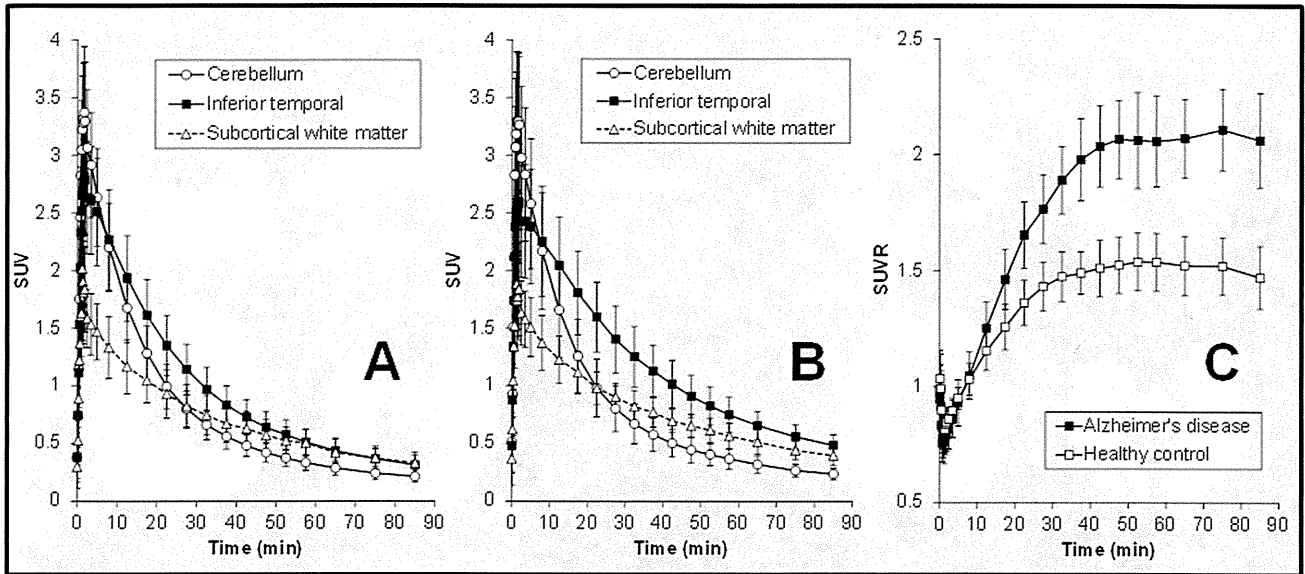 4
3.5
3
2.5
2
1.5
1
0.5
0
SUV
Cerebellum
Inferior temporal
Subcortical white matter
A
0 10 20 30 40 50 60 70 80 90
Time (min)
4
3.5
3
2.5
2
1.5
1
0.5
0
SUV
Cerebellum
Inferior temporal
Subcortical white matter
B
0 10 20 30 40 50 60 70 80 90
Time (min)
2.5
2
1.5
1
0.5
SUVR
C
Alzheimer's disease
Healthy control
0 10 20 30 40 50 60 70 80 90
Time (min)